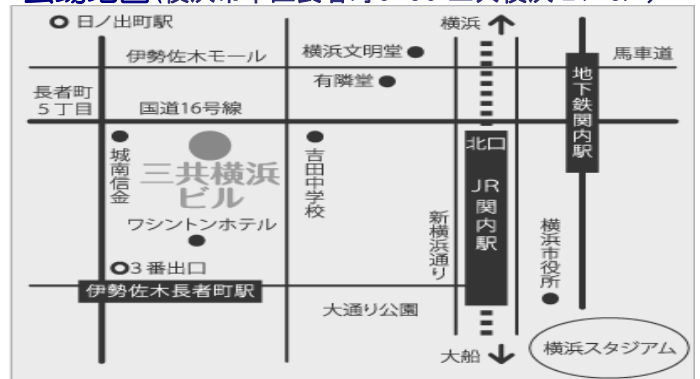 日ノ出町駅
横浜
伊勢佐木モール
横浜文明堂
馬車道
有隣堂
地下鉄関内駅
長者町
5丁目
国道16号線
北口
城南信金
三共横浜
ビル
吉田中学校
JR関内駅
ワシントンホテル
新横浜通り
横浜市役所
3番出口
伊勢佐木長者町駅
大通り公園
大船
横浜スタジアム